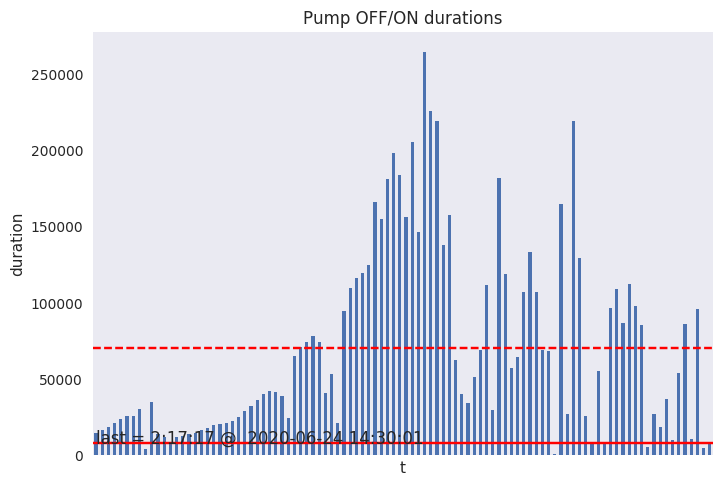 Pump OFF/ON durations
250000
200000
150000
100000
50000
0
duration
last = 2:17:17 @ 2020-06-24 14:30:01
t